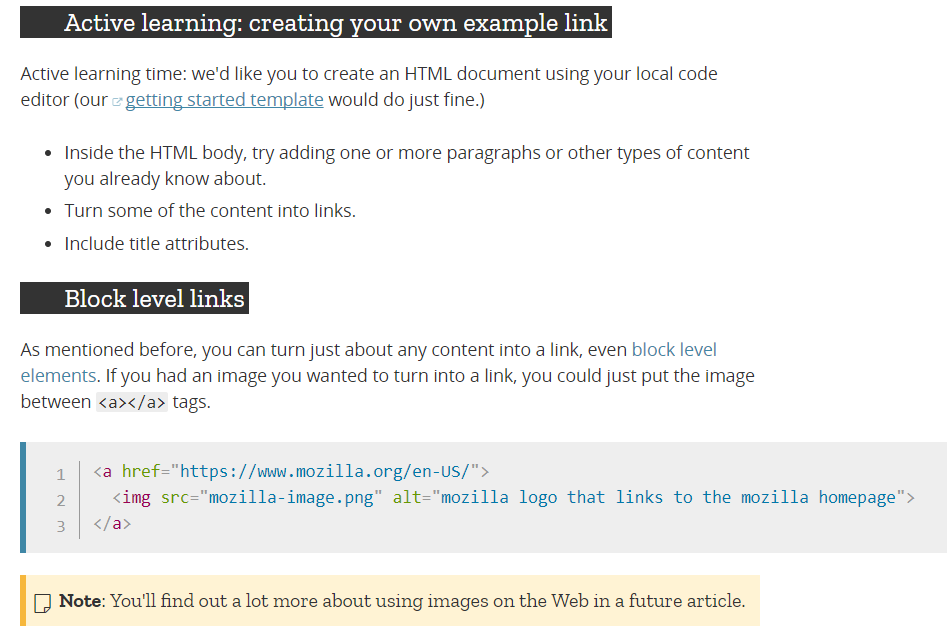 Active learning: creating your own example link
Active learning time: we'd like you to create an HTML document using your local code
editor (our getting started template would do just fine.)
• Inside the HTML body, try adding one or more paragraphs or other types of content
you already know about.
• Turn some of the content into links.
• Include title attributes.
Block level links
As mentioned before, you can turn just about any content into a link, even block level
elements. If you had an image you wanted to turn into a link, you could just put the image
between <a></a> tags.
1 <a href="https://www.mozilla.org/en-US/">
2   <img src="mozilla-image.png" alt="mozilla logo that links to the mozilla homepage">
3 </a>
Note: You'll find out a lot more about using images on the Web in a future article.